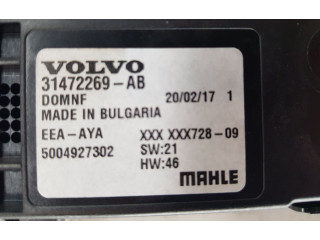 VOLVO
31472269-AB
DOMNF 20/02/17 1
MADE IN BULGARIA
EEA-AYA XXX XXX728-09
5004927302 SW:21
HW:46
MAHLE